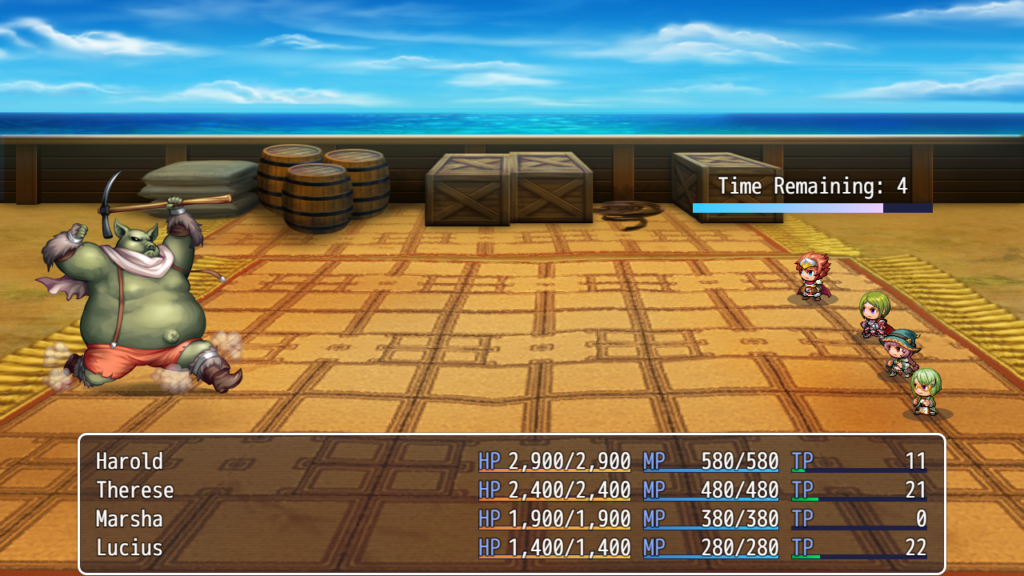 Time Remaining: 4
Harold HP 2,900/2,900 MP 580/580 TP 11
Therese HP 2,400/2,400 MP 480/480 TP 21
Marsha HP 1,900/1,900 MP 380/380 TP 0
Lucius HP 1,400/1,400 MP 280/280 TP 22